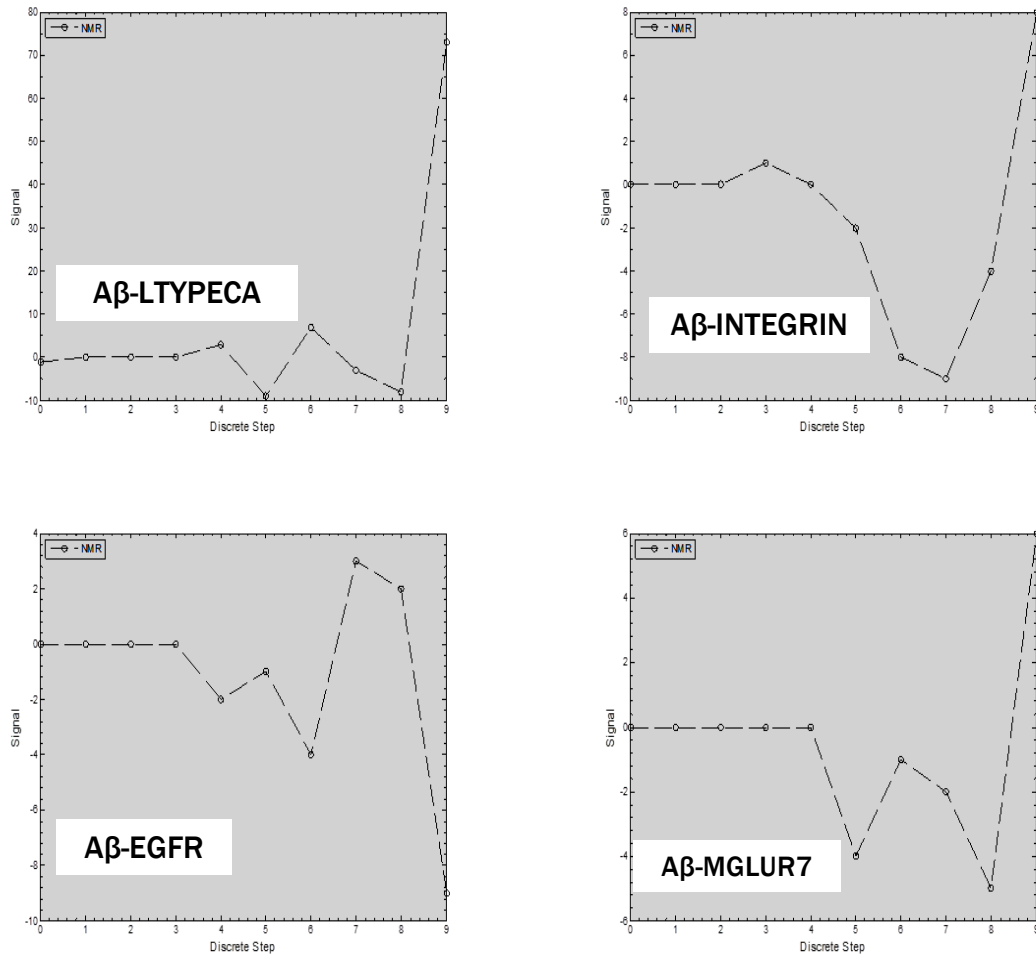 80
NMR
70
60
50
40
30
20
10
0
-10
Signal
Aβ-LTYPECA
0 1 2 3 4 5 6 7 8 9
Discrete Step
8
NMR
6
4
2
0
-2
-4
-6
-8
-10
Signal
Aβ-INTEGRIN
0 1 2 3 4 5 6 7 8 9
Discrete Step
4
NMR
2
0
-2
-4
-6
-8
-10
Signal
Aβ-EGFR
0 1 2 3 4 5 6 7 8 9
Discrete Step
6
NMR
4
2
0
-2
-4
-6
Signal
Aβ-MGLUR7
0 1 2 3 4 5 6 7 8 9
Discrete Step